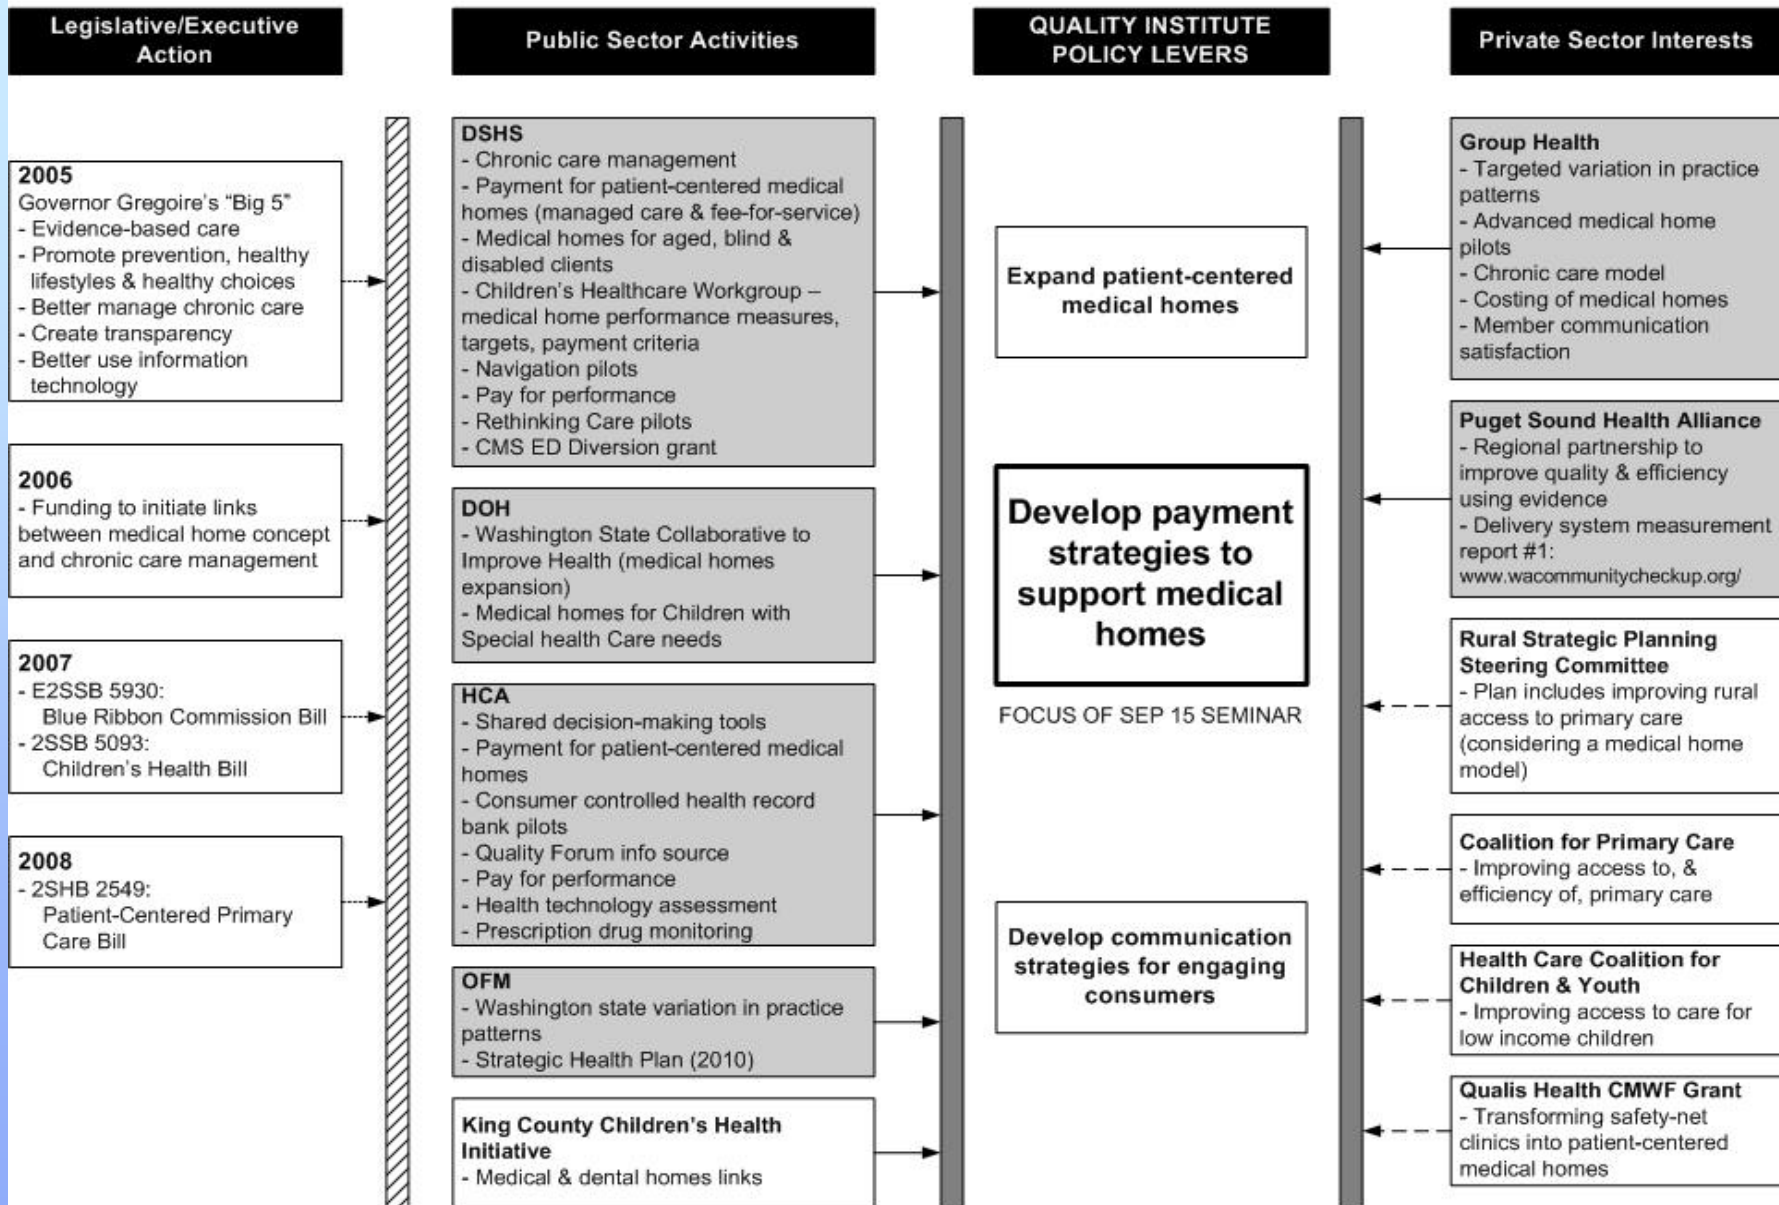 Legislative/Executive
Action
2005
Governor Gregoire's “Big 5”
- Evidence-based care
- Promote prevention, healthy
lifestyles & healthy choices
- Better manage chronic care
- Create transparency
- Better use information
technology
2006
- Funding to initiate links
between medical home concept
and chronic care management
2007
- E2SSB 5930:
Blue Ribbon Commission Bill
- 2SSB 5093:
Children's Health Bill
2008
- 2SHB 2549:
Patient-Centered Primary
Care Bill
Public Sector Activities
DSHS
- Chronic care management
- Payment for patient-centered medical
homes (managed care & fee-for-service)
- Medical homes for aged, blind &
disabled clients
- Children's Healthcare Workgroup –
medical home performance measures,
targets, payment criteria
- Navigation pilots
- Pay for performance
- Rethinking Care pilots
- CMS ED Diversion grant
DOH
- Washington State Collaborative to
Improve Health (medical homes
expansion)
- Medical homes for Children with
Special health Care needs
HCA
- Shared decision-making tools
- Payment for patient-centered medical
homes
- Consumer controlled health record
bank pilots
- Quality Forum info source
- Pay for performance
- Health technology assessment
- Prescription drug monitoring
OFM
- Washington state variation in practice
patterns
- Strategic Health Plan (2010)
King County Children's Health
Initiative
- Medical & dental homes links
QUALITY INSTITUTE
POLICY LEVERS
Expand patient-centered
medical homes
Develop payment
strategies to
support medical
homes
FOCUS OF SEP 15 SEMINAR
Develop communication
strategies for engaging
consumers
Private Sector Interests
Group Health
- Targeted variation in practice
patterns
- Advanced medical home
pilots
- Chronic care model
- Costing of medical homes
- Member communication
satisfaction
Puget Sound Health Alliance
- Regional partnership to
improve quality & efficiency
using evidence
- Delivery system measurement
report #1:
www.wacommunitycheckup.org/
Rural Strategic Planning
Steering Committee
- Plan includes improving rural
access to primary care
(considering a medical home
model)
Coalition for Primary Care
- Improving access to, &
efficiency of, primary care
Health Care Coalition for
Children & Youth
- Improving access to care for
low income children
Qualis Health CMWF Grant
- Transforming safety-net
clinics into patient-centered
medical homes